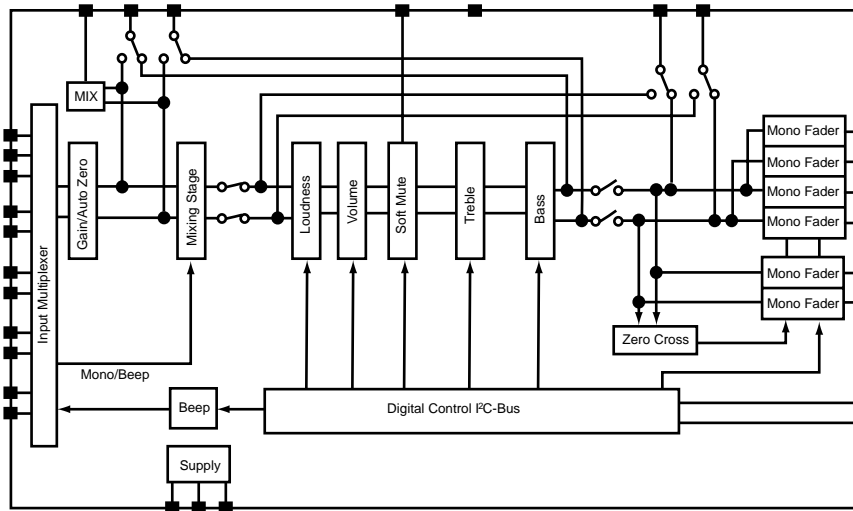 MIX
Input Multiplexer
Gain/Auto Zero
Mixing Stage
Loudness
Volume
Soft Mute
Treble
Bass
Mono Fader
Mono Fader
Mono Fader
Mono Fader
Mono Fader
Mono Fader
Zero Cross
Mono/Beep
Beep
Digital Control I²C-Bus
Supply